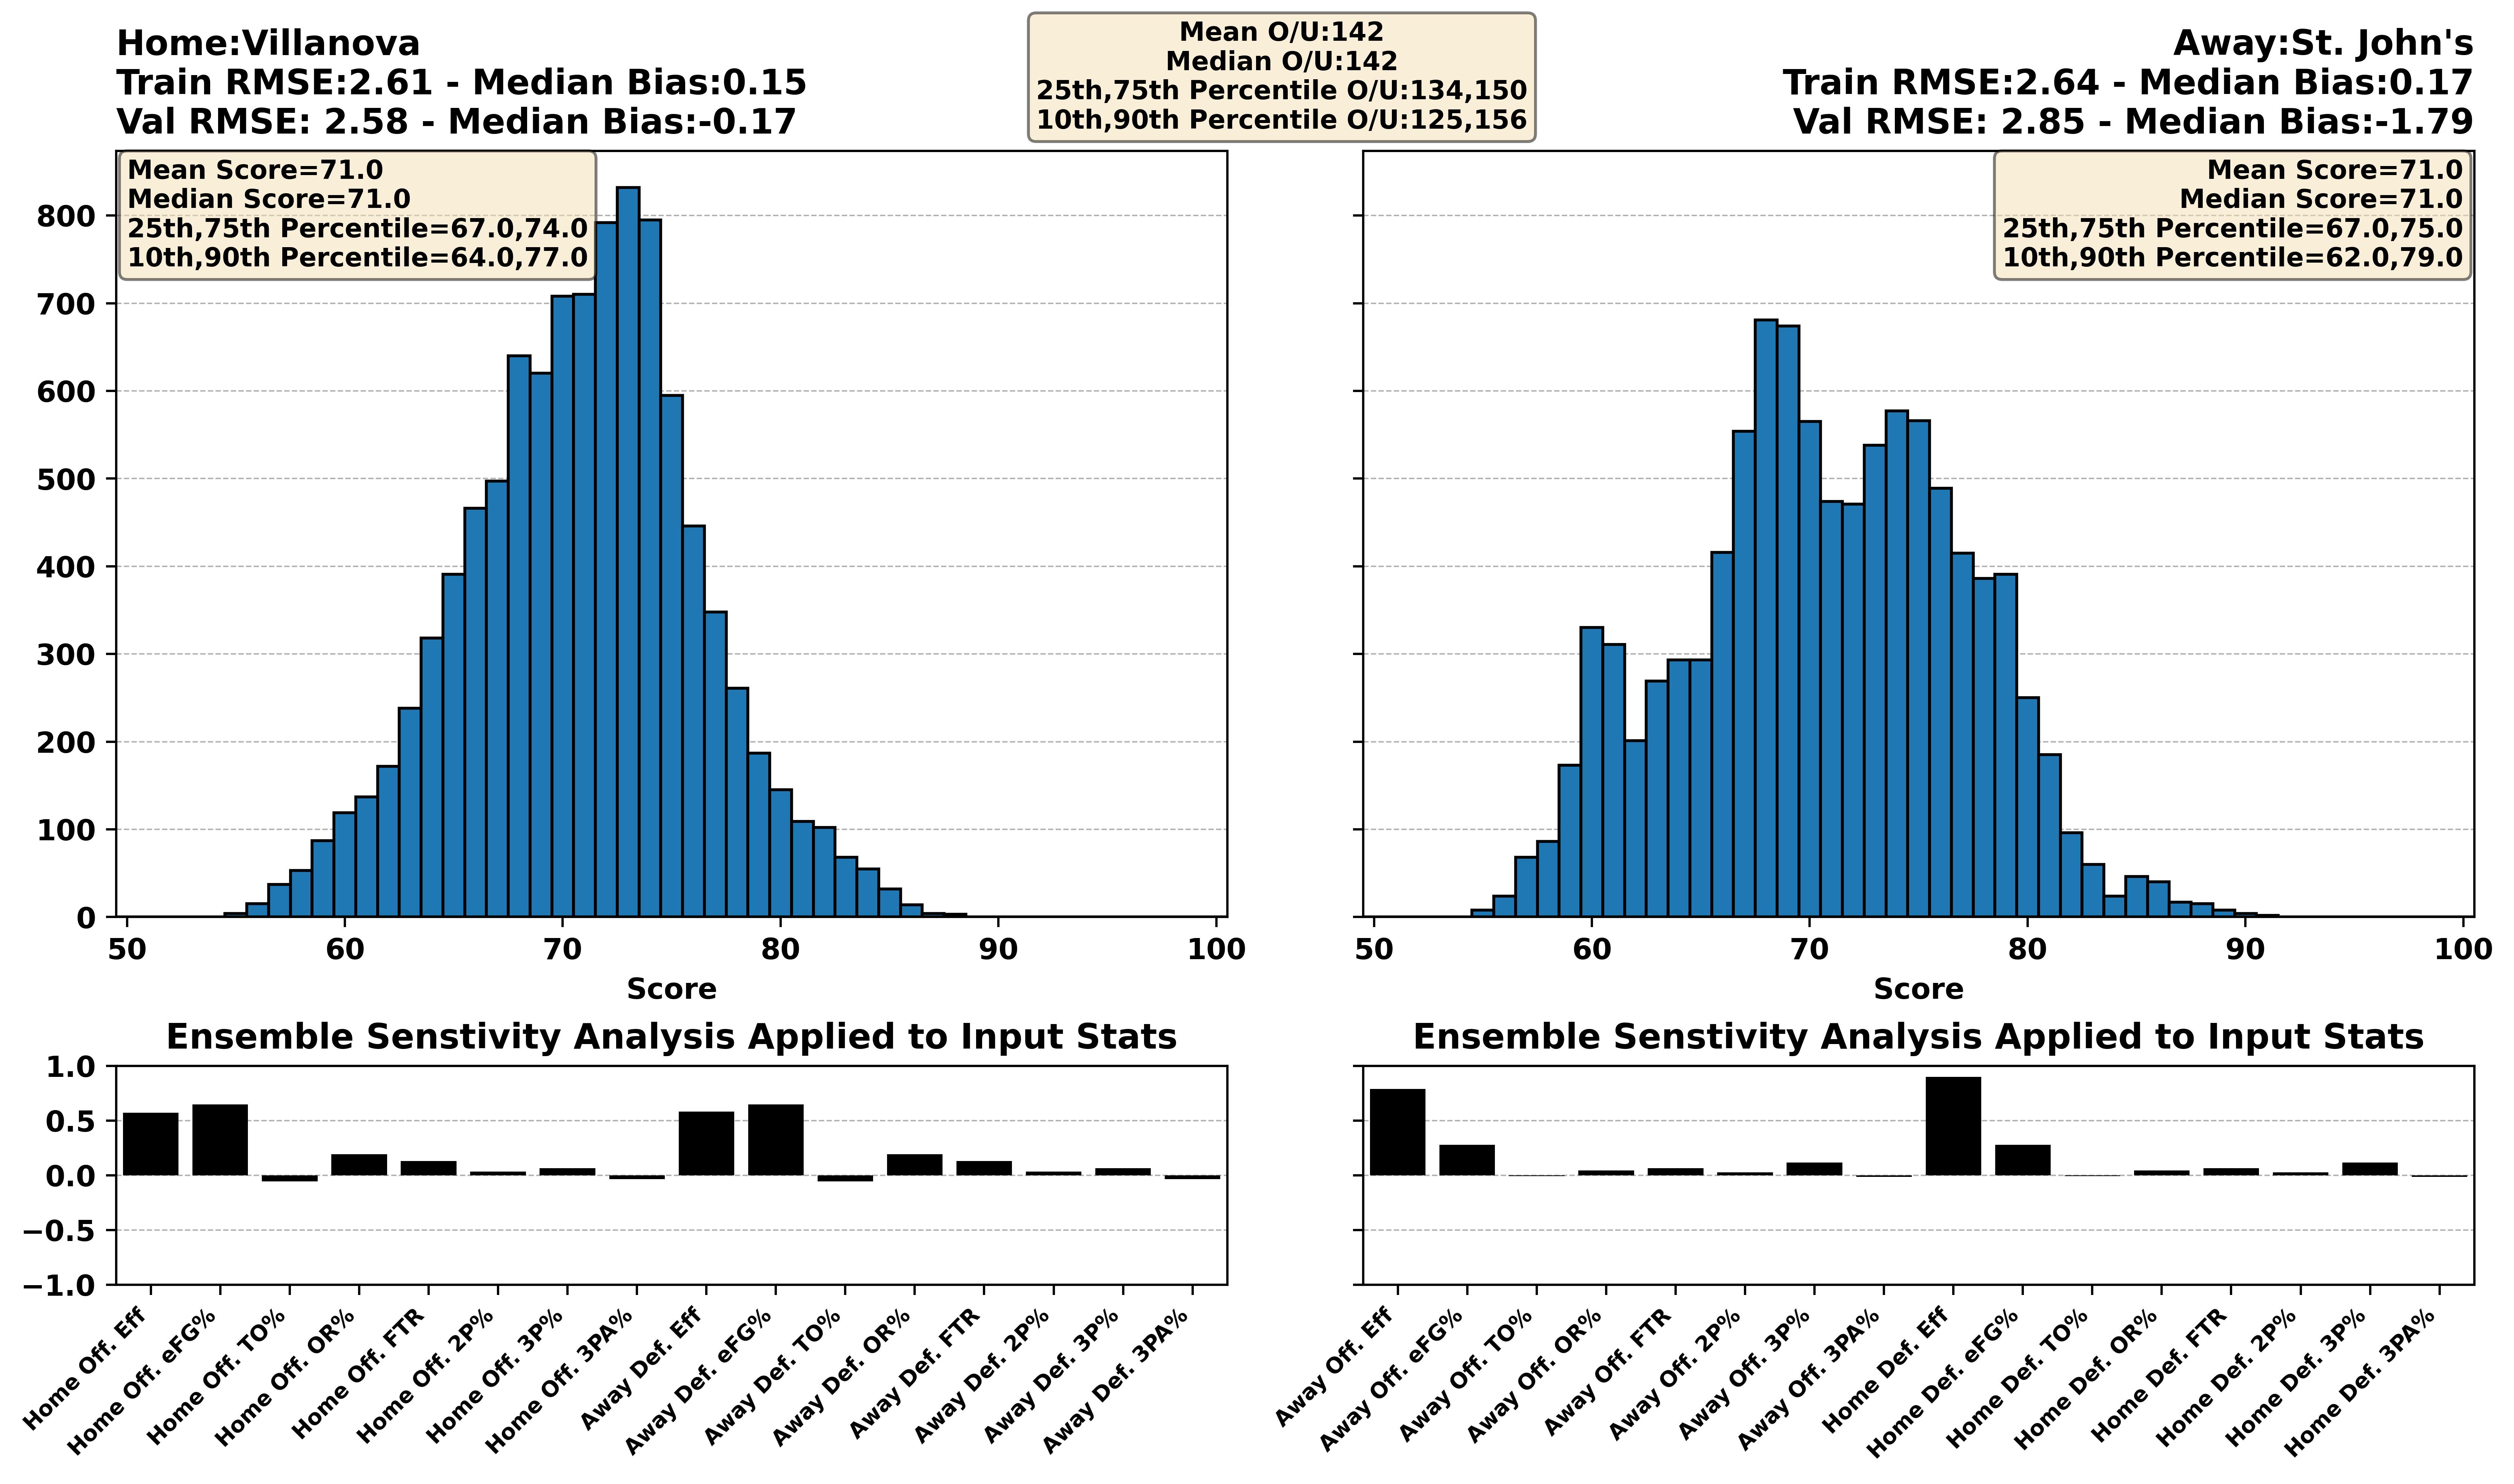 Mean O/U:142
Median O/U:142
25th,75th Percentile O/U:134,150
10th,90th Percentile O/U:125,156
Home:Villanova
Train RMSE:2.61 - Median Bias:0.15
Val RMSE: 2.58 - Median Bias:-0.17
Away:St. John's
Train RMSE:2.64 - Median Bias:0.17
Val RMSE: 2.85 - Median Bias:-1.79
Mean Score=71.0
Median Score=71.0
25th,75th Percentile=67.0,74.0
10th,90th Percentile=64.0,77.0
800
700
600
500
400
300
200
100
0
50 60 70 80 90 100
Score
Mean Score=71.0
Median Score=71.0
25th,75th Percentile=67.0,75.0
10th,90th Percentile=62.0,79.0
50 60 70 80 90 100
Score
Ensemble Senstivity Analysis Applied to Input Stats
1.0
0.5
0.0
−0.5
−1.0
Home Off. Eff
Home Off. eFG%
Home Off. TO%
Home Off. OR%
Home Off. FTR
Home Off. 2P%
Home Off. 3P%
Home Off. 3PA%
Away Def. Eff
Away Def. eFG%
Away Def. TO%
Away Def. OR%
Away Def. FTR
Away Def. 2P%
Away Def. 3P%
Away Def. 3PA%
Ensemble Senstivity Analysis Applied to Input Stats
Away Off. Eff
Away Off. eFG%
Away Off. TO%
Away Off. OR%
Away Off. FTR
Away Off. 2P%
Away Off. 3P%
Away Off. 3PA%
Home Def. Eff
Home Def. eFG%
Home Def. TO%
Home Def. OR%
Home Def. FTR
Home Def. 2P%
Home Def. 3P%
Home Def. 3PA%